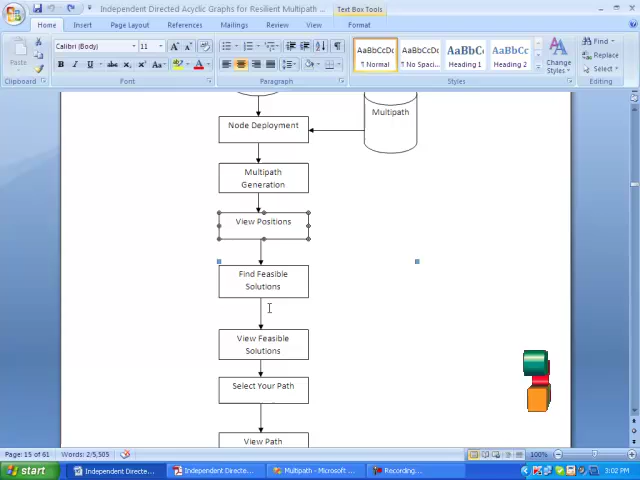 Independent Directed Acyclic Graphs for Resilient Multipath ...
Text Box Tools
Home Insert Page Layout References Mailings Review View Format
Calibri (Body) 11
Paste
AaBbCcDc AaBbCcDc AaBbC AaBbCc
¶ Normal ¶ No Spaci... Heading 1 Heading 2
Change Styles
Find
Replace
Select
Clipboard Font Paragraph Styles Editing
Multipath
Node Deployment
Multipath
Generation
View Positions
Find Feasible
Solutions
View Feasible
Solutions
Select Your Path
View Path
Page: 15 of 61 Words: 2/5,505 100%
start Independent Directe... Independent Directe... Multipath - Microsoft ... Recording... 3:02 PM